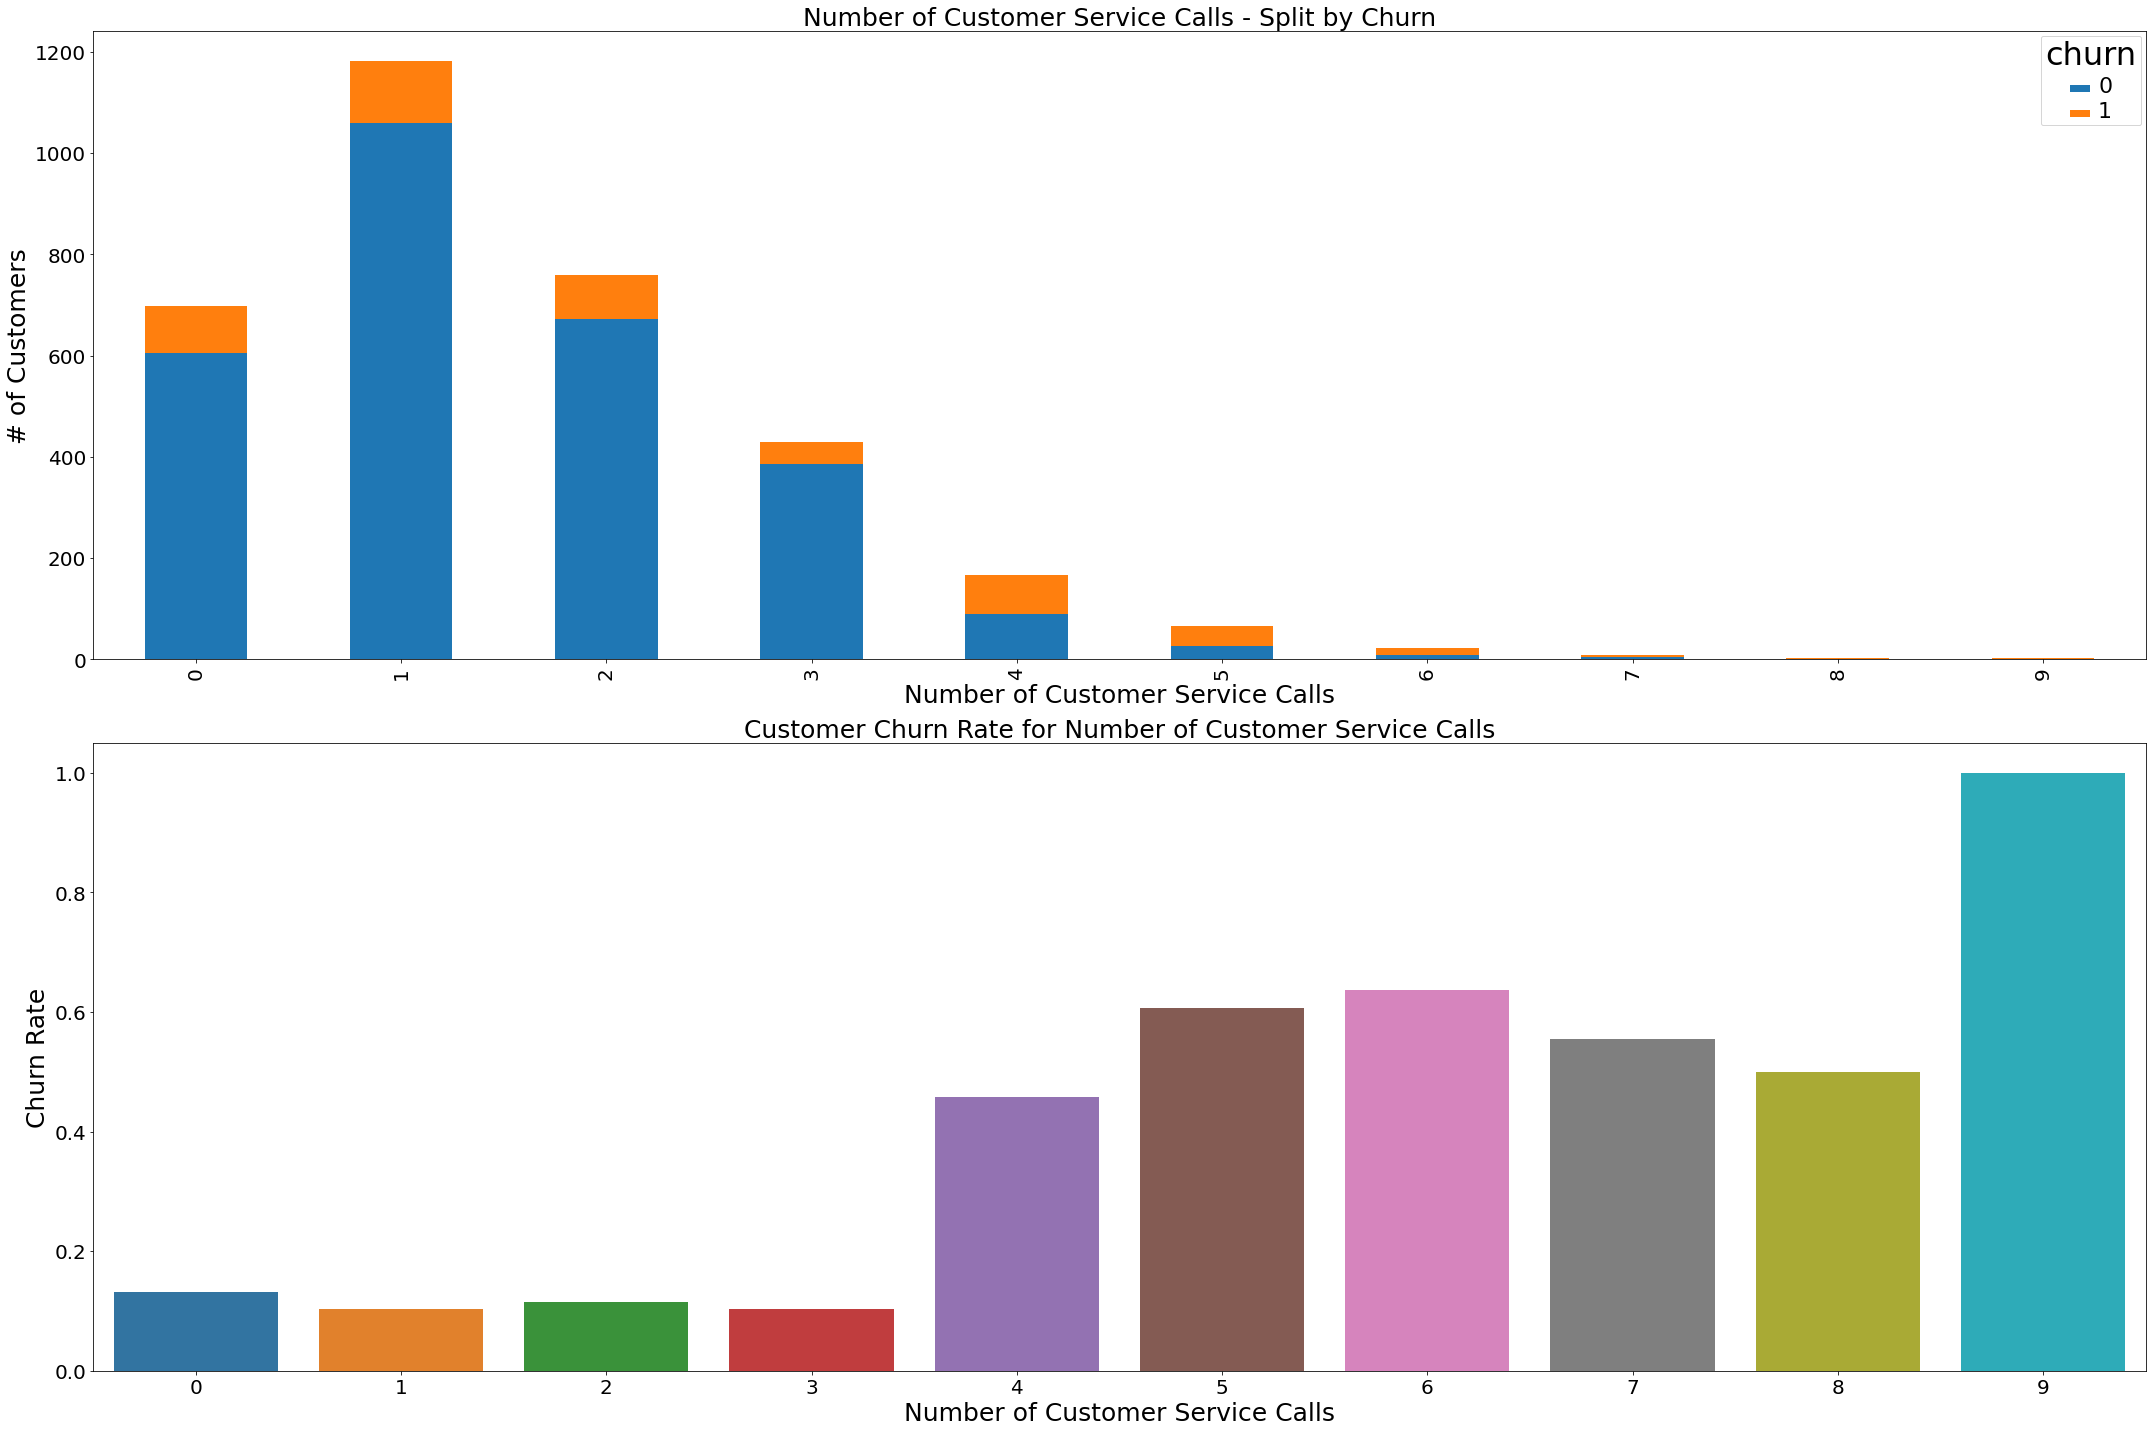 Number of Customer Service Calls - Split by Churn
churn
0
1
# of Customers
1200
1000
800
600
400
200
0
0 1 2 3 4 5 6 7 8 9
Number of Customer Service Calls
Customer Churn Rate for Number of Customer Service Calls
Churn Rate
1.0
0.8
0.6
0.4
0.2
0.0
0 1 2 3 4 5 6 7 8 9
Number of Customer Service Calls